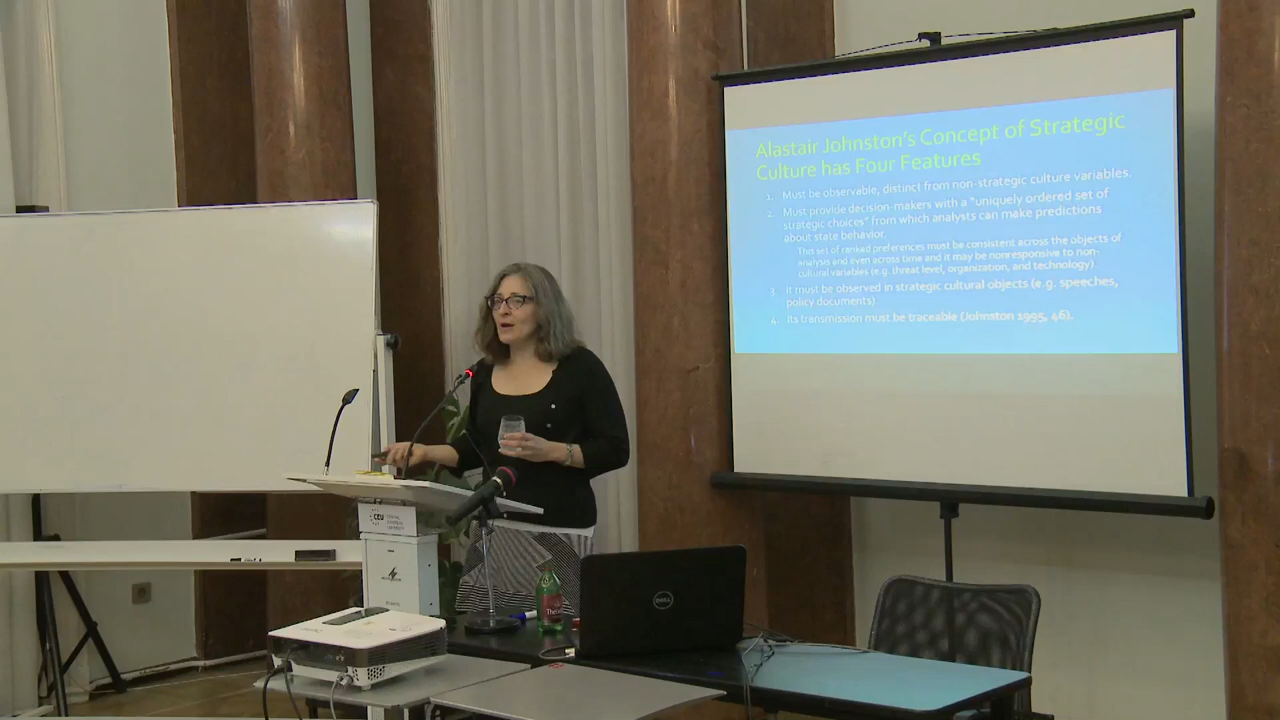 Alastair Johnston's Concept of Strategic
Culture has Four Features
1. Must be observable, distinct from non-strategic culture variables.
2. Must provide decision-makers with a "uniquely ordered set of
strategic choices" from which analysts can make predictions
about state behavior.
This set of ranked preferences must be consistent across the objects of
analysis and even across time and it may be nonresponsive to non-
cultural variables (e.g. threat level, organization, and technology)
3. It must be observed in strategic cultural objects (e.g. speeches,
policy documents).
4. Its transmission must be traceable (Johnston 1995, 46).
CEU
CENTRAL
EUROPEAN
UNIVERSITY
DELL